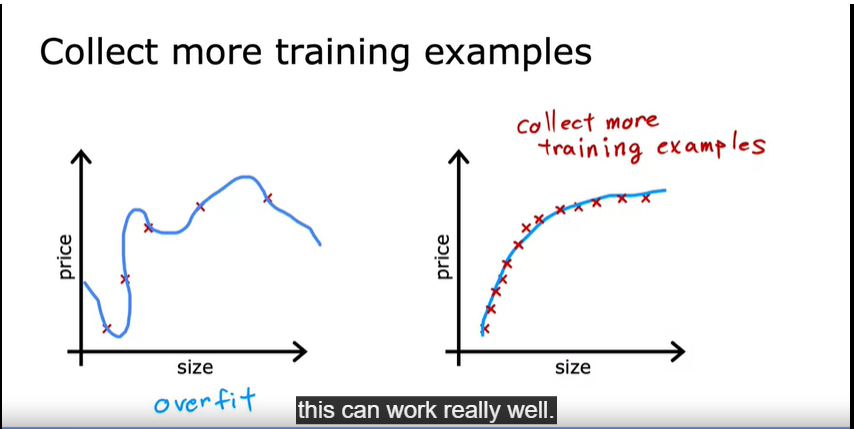 Collect more training examples
collect more
training examples
price
size
overfit
price
size
this can work really well.